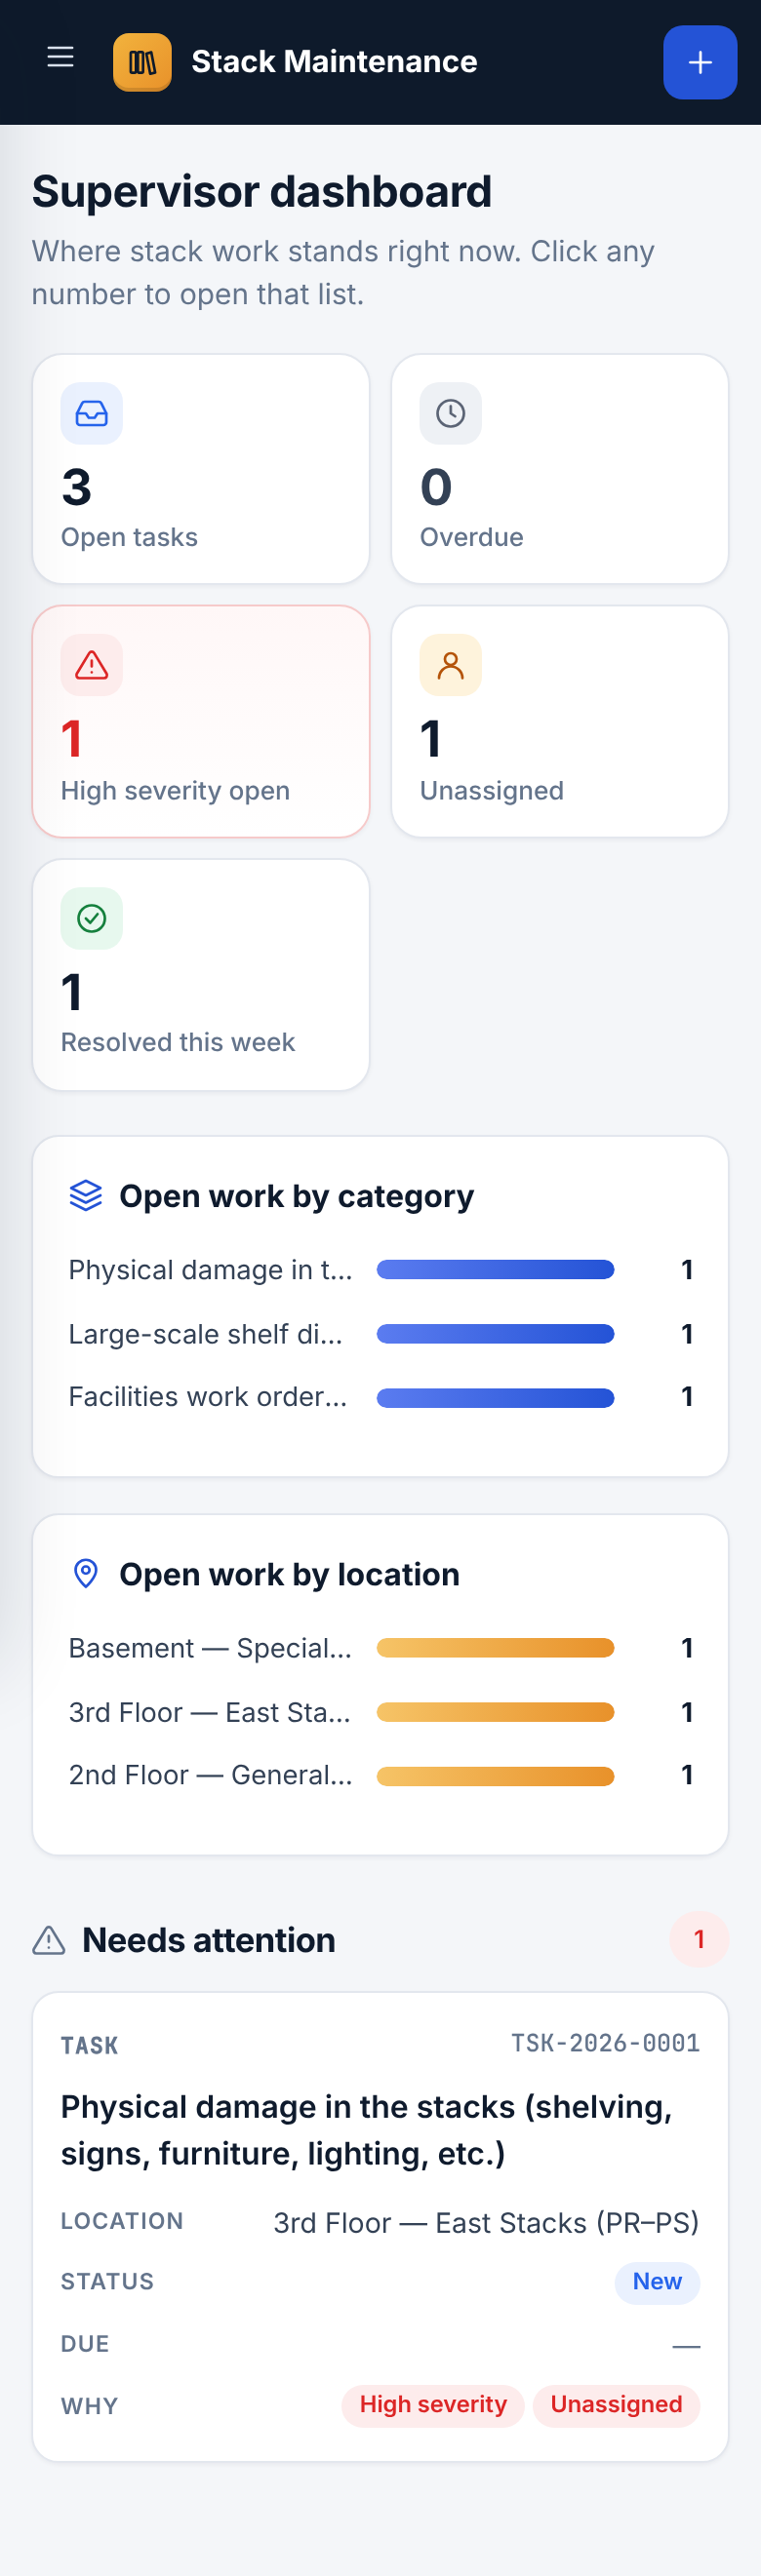 Stack Maintenance
Supervisor dashboard
Where stack work stands right now. Click any
number to open that list.
3
Open tasks
0
Overdue
1
High severity open
1
Unassigned
1
Resolved this week
Open work by category
Physical damage in t... 1
Large-scale shelf di... 1
Facilities work order... 1
Open work by location
Basement — Special... 1
3rd Floor — East Sta... 1
2nd Floor — General... 1
Needs attention 1
TASK TSK-2026-0001
Physical damage in the stacks (shelving,
signs, furniture, lighting, etc.)
LOCATION 3rd Floor — East Stacks (PR–PS)
STATUS New
DUE —
WHY High severity Unassigned